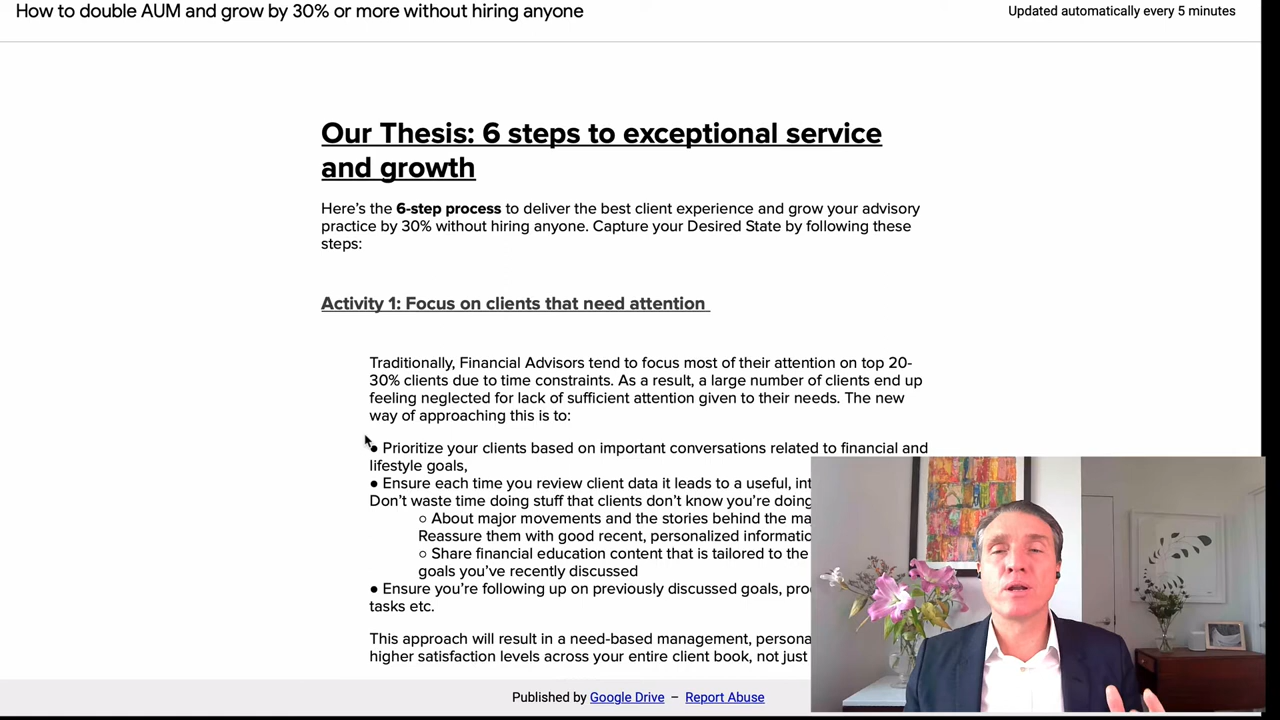 How to double AUM and grow by 30% or more without hiring anyone
Updated automatically every 5 minutes
Our Thesis: 6 steps to exceptional service
and growth
Here's the 6-step process to deliver the best client experience and grow your advisory
practice by 30% without hiring anyone. Capture your Desired State by following these
steps:
Activity 1: Focus on clients that need attention
Traditionally, Financial Advisors tend to focus most of their attention on top 20-
30% clients due to time constraints. As a result, a large number of clients end up
feeling neglected for lack of sufficient attention given to their needs. The new
way of approaching this is to:
● Prioritize your clients based on important conversations related to financial and
lifestyle goals,
● Ensure each time you review client data it leads to a useful,
Don't waste time doing stuff that clients don't know you're doing
○ About major movements and the stories behind the
Reassure them with good recent, personalized
○ Share financial education content that is tailored to the
goals you've recently discussed
● Ensure you're following up on previously discussed goals,
tasks etc.
This approach will result in a need-based management,
higher satisfaction levels across your entire client book, not just
Published by Google Drive – Report Abuse